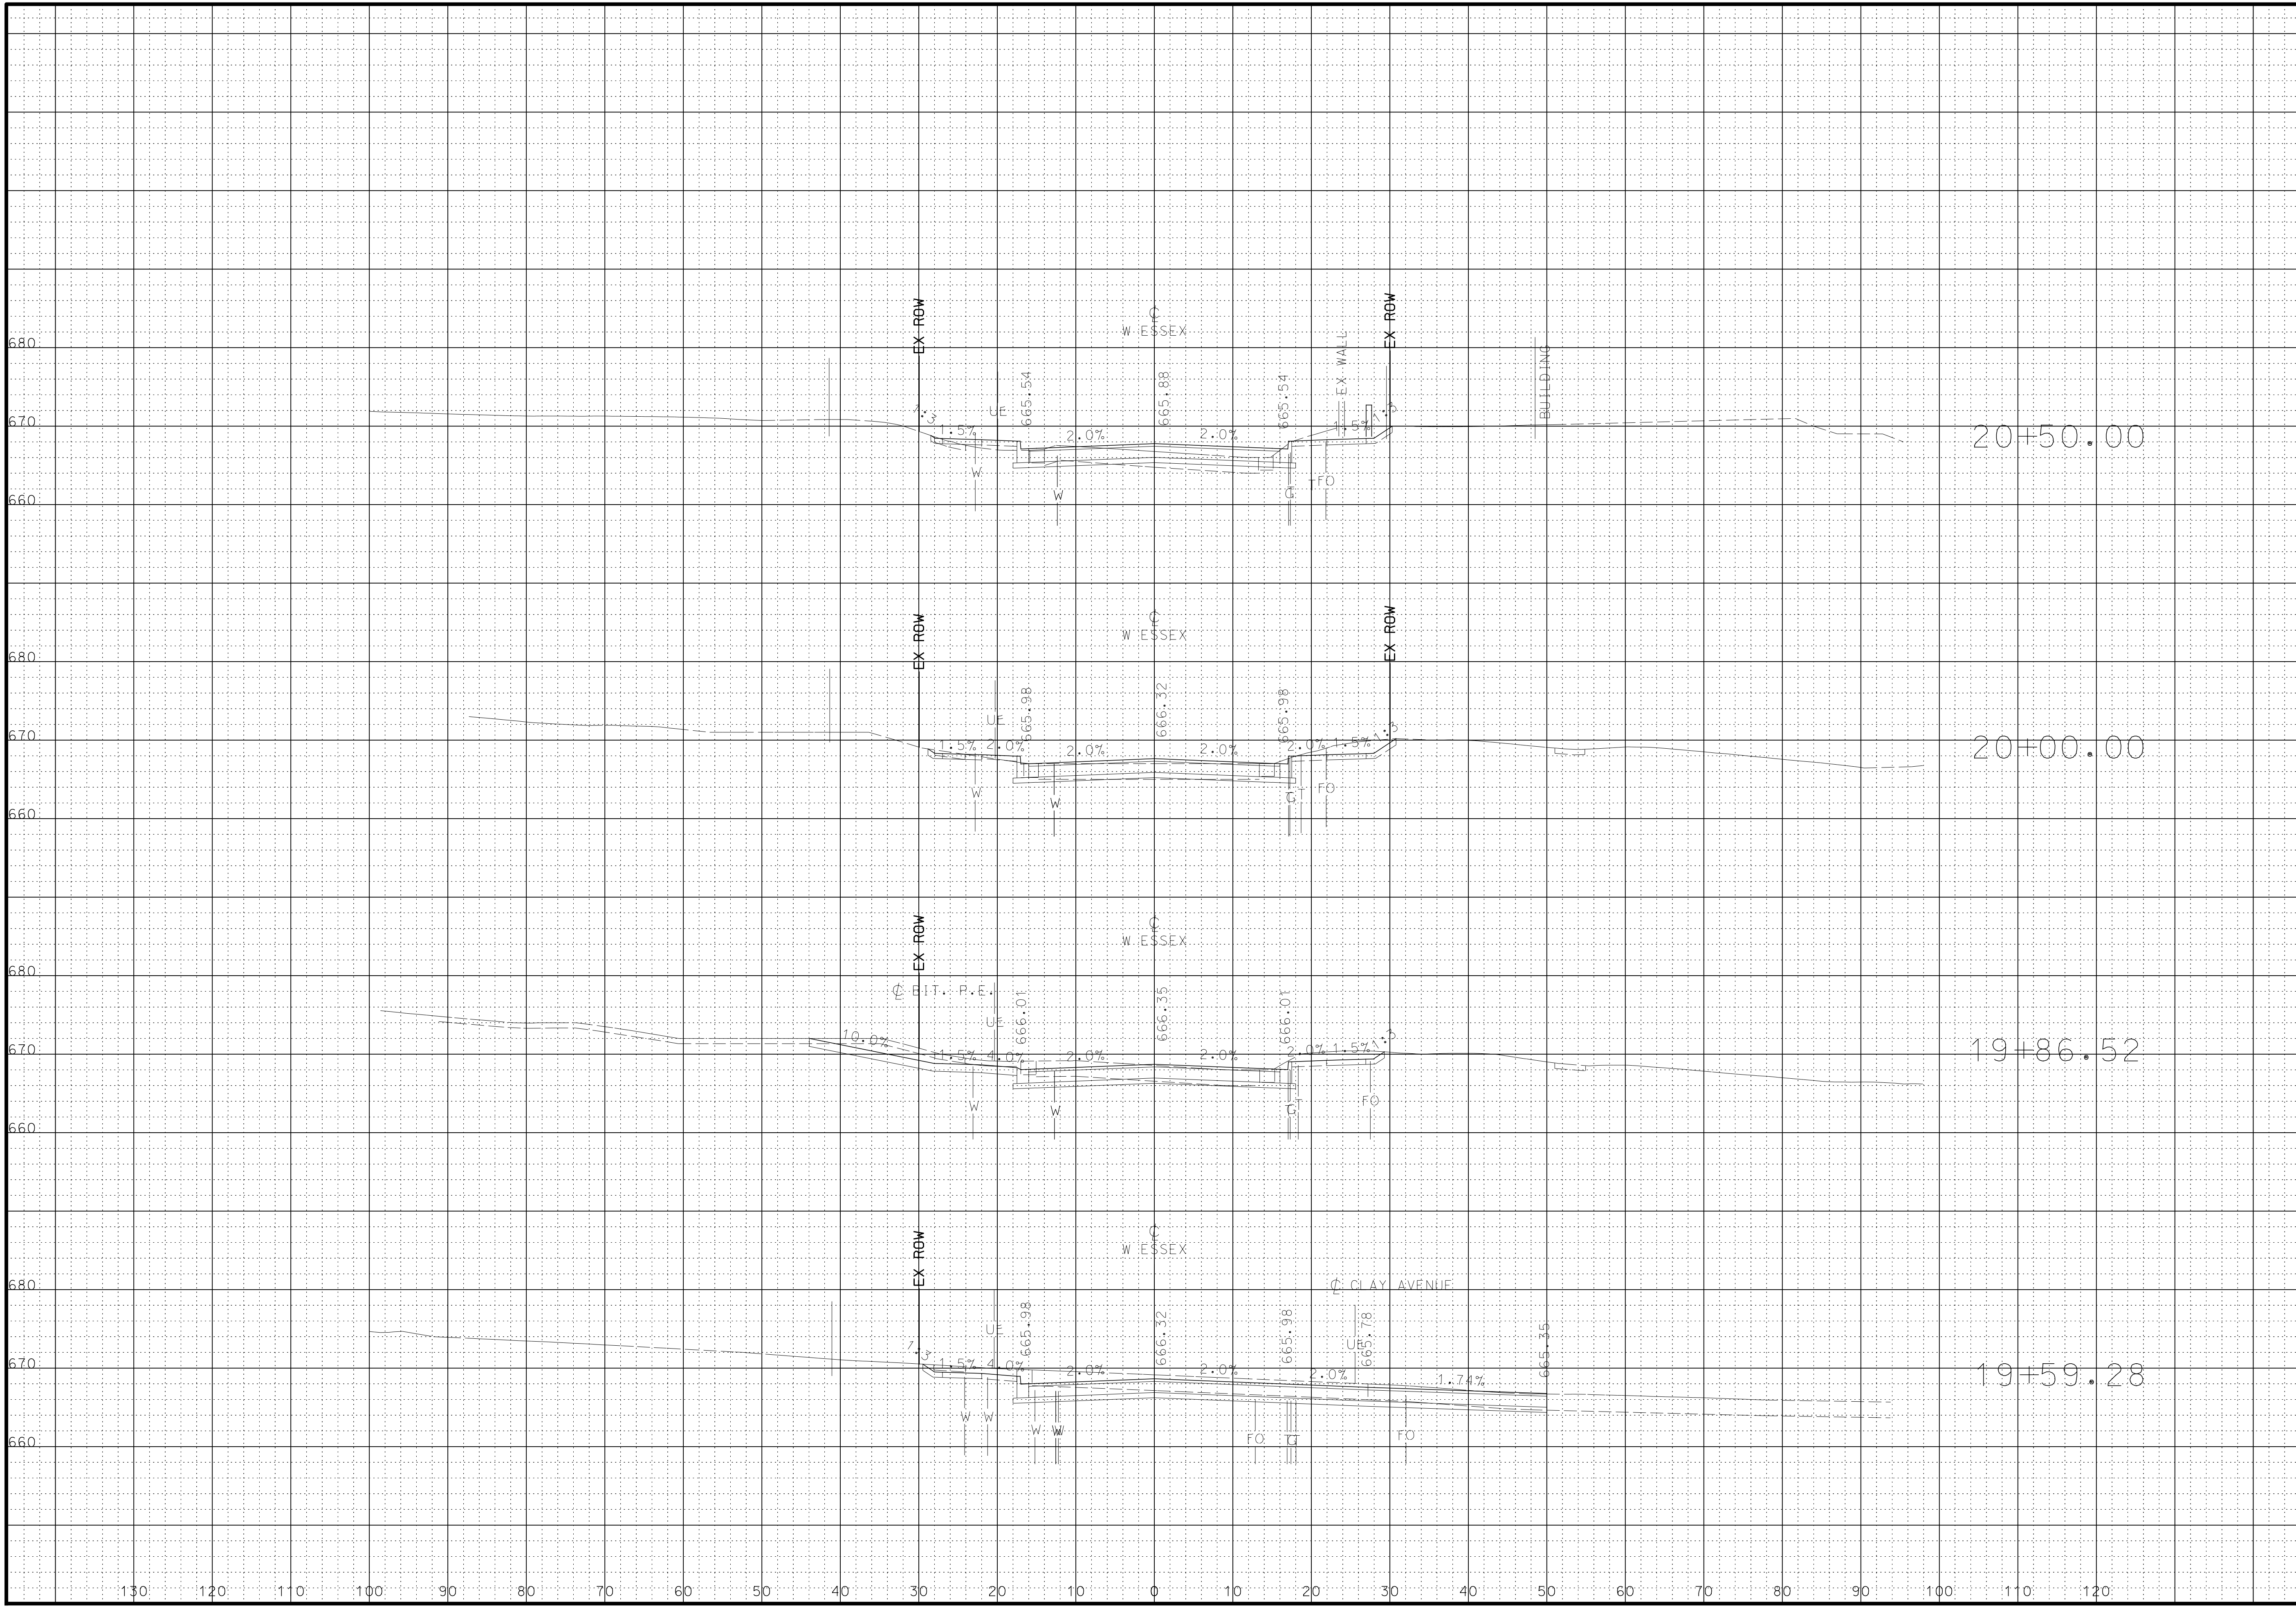 EX ROW
EX ROW
℄
W ESSEX
EX WALL
BUILDING
680
665.54
665.88
665.54
1:3
UE
670
1.5%
2.0%
2.0%
1.5%
1:3
20+50.00
W
W
G
T
FO
660
EX ROW
EX ROW
℄
W ESSEX
680
665.98
666.32
665.98
UE
670
1.5%
2.0%
2.0%
2.0%
2.0%
1.5%
1:3
20+00.00
W
W
T
G
T
FO
660
EX ROW
℄
W ESSEX
680
℄ BIT. P.E.
666.01
666.35
666.01
UE
670
10.0%
1.5%
4.0%
2.0%
2.0%
2.0%
1.5%
1:3
19+86.52
W
W
T
G
T
FO
660
EX ROW
℄
W ESSEX
680
℄ CLAY AVENUE
665.98
666.32
665.98
665.78
665.35
UE
UE
670
1:3
1.5%
4.0%
2.0%
2.0%
2.0%
1.74%
19+59.28
W
W
W
W
W
FO
T
G
T
FO
660
130 120 110 100 90 80 70 60 50 40 30 20 10 0 10 20 30 40 50 60 70 80 90 100 110 120